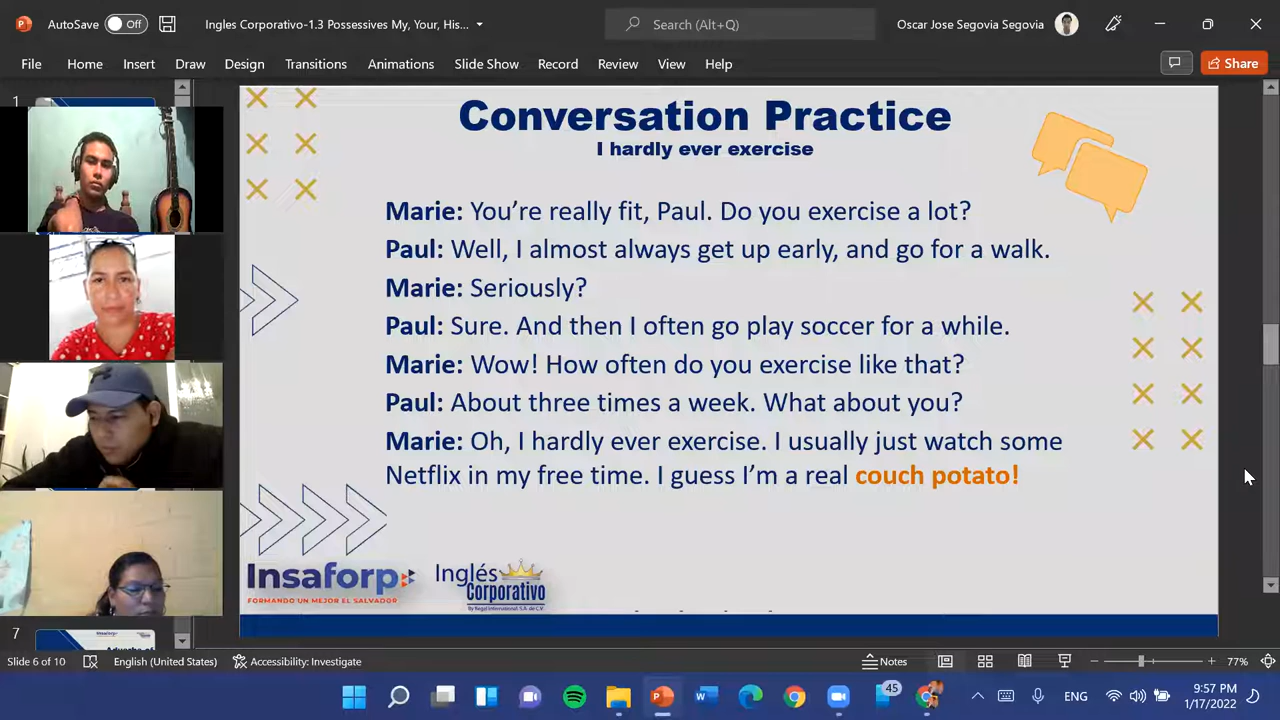 AutoSave Off Ingles Corporativo-1.3 Possessives My, Your, His... Search (Alt+Q) Oscar Jose Segovia Segovia
File Home Insert Draw Design Transitions Animations Slide Show Record Review View Help Share
1
Conversation Practice
I hardly ever exercise
Marie: You're really fit, Paul. Do you exercise a lot?
Paul: Well, I almost always get up early, and go for a walk.
Marie: Seriously?
Paul: Sure. And then I often go play soccer for a while.
Marie: Wow! How often do you exercise like that?
Paul: About three times a week. What about you?
Marie: Oh, I hardly ever exercise. I usually just watch some
Netflix in my free time. I guess I'm a real couch potato!
Insaforp
FORMANDO UN MEJOR EL SALVADOR
Inglés
Corporativo
By Regal International, S.A. de C.V.
7
Slide 6 of 10 English (United States) Accessibility: Investigate Notes 77%
45 ENG 9:57 PM
1/17/2022